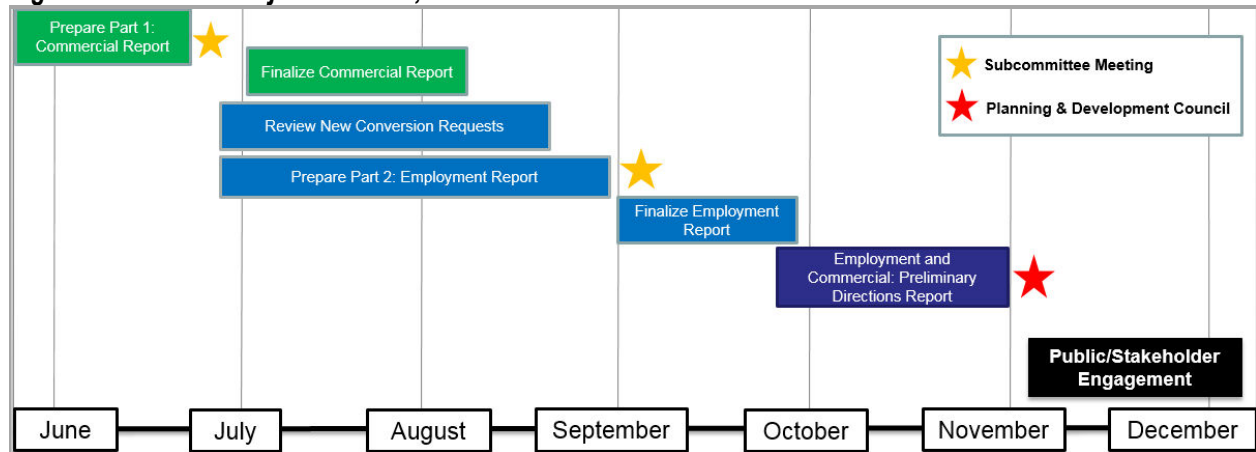 Prepare Part 1:
Commercial Report
Finalize Commercial Report
Subcommittee Meeting
Planning & Development Council
Review New Conversion Requests
Prepare Part 2: Employment Report
Finalize Employment
Report
Employment and
Commercial: Preliminary
Directions Report
Public/Stakeholder
Engagement
June
July
August
September
October
November
December